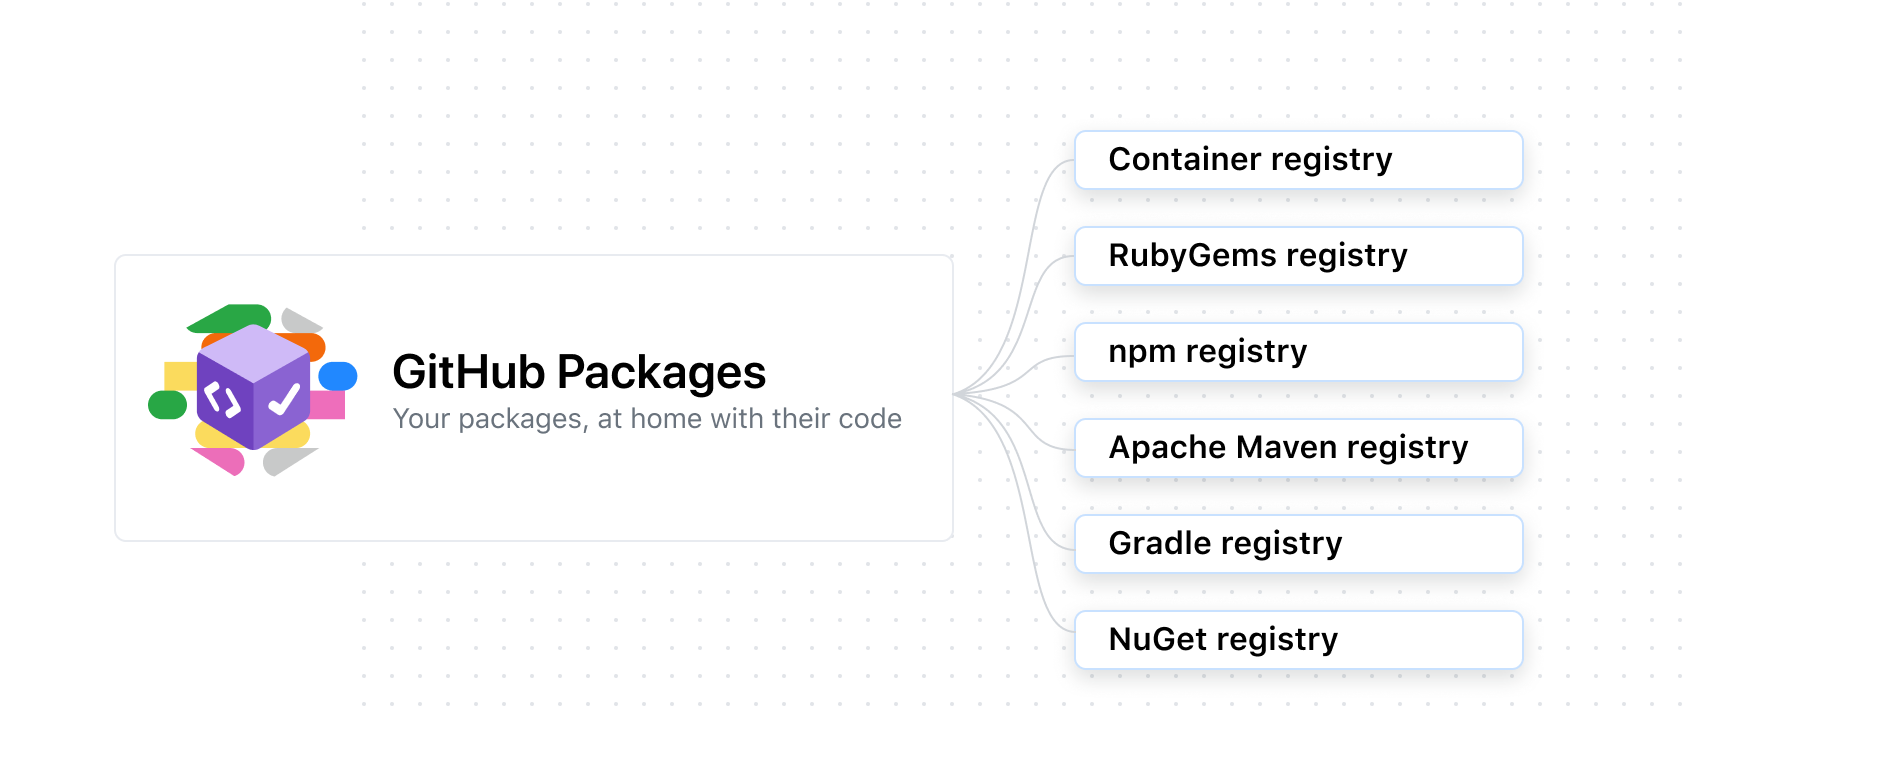 GitHub Packages
Your packages, at home with their code
Container registry
RubyGems registry
npm registry
Apache Maven registry
Gradle registry
NuGet registry